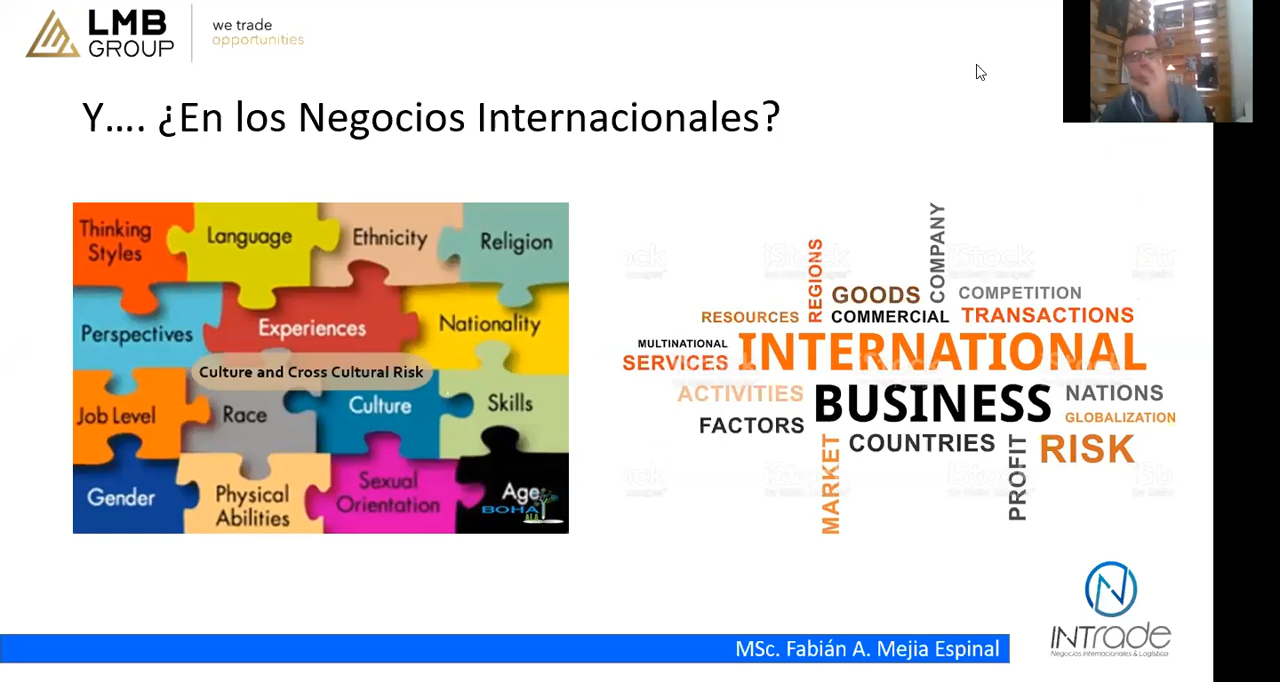 LMB
GROUP
we trade
opportunities
Y.... ¿En los Negocios Internacionales?
Thinking
Styles
Language
Ethnicity
Religion
Perspectives
Experiences
Nationality
Culture and Cross Cultural Risk
Job Level
Race
Culture
Skills
Gender
Physical
Abilities
Sexual
Orientation
Age
BOHA
REGIONS
COMPANY
GOODS
COMPETITION
RESOURCES
COMMERCIAL
TRANSACTIONS
MULTINATIONAL
SERVICES
INTERNATIONAL
ACTIVITIES
BUSINESS
NATIONS
FACTORS
GLOBALIZATION
MARKET
COUNTRIES
PROFIT
RISK
iStock
iStock
MSc. Fabián A. Mejia Espinal
INTrade
Negocios Internacionales & Logística